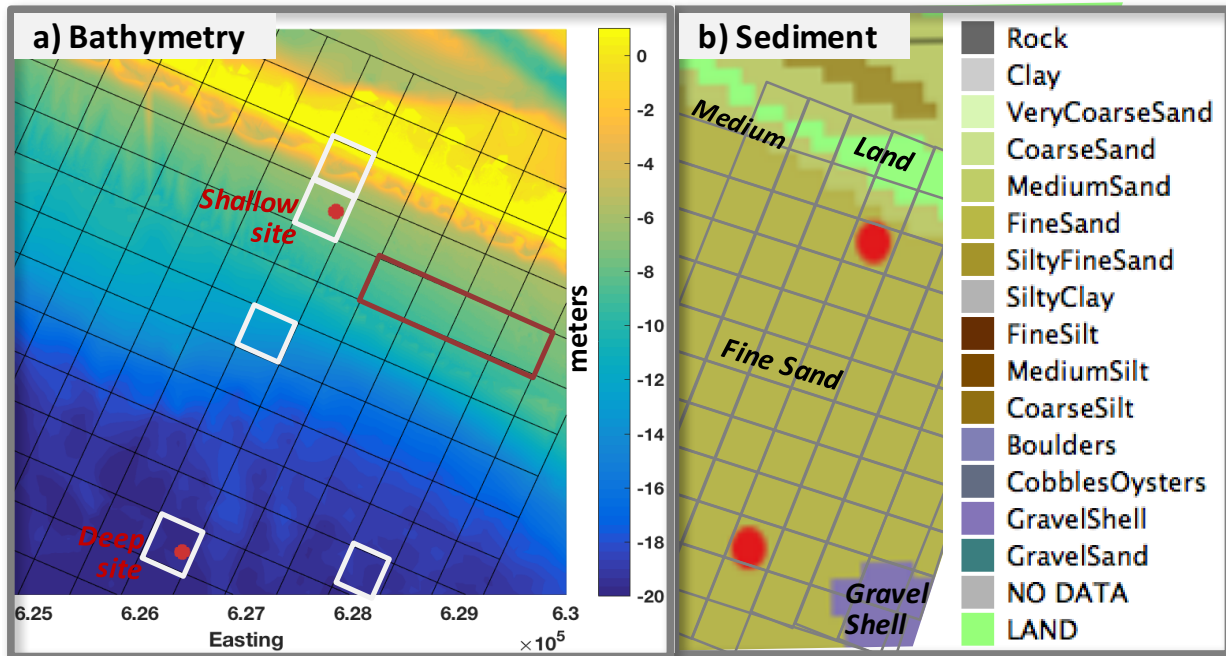 a) Bathymetry
Shallow
site
Deep
site
0
-2
-4
-6
-8
-10
-12
-14
-16
-18
-20
meters
6.25
6.26
6.27
6.28
6.29
6.3
Easting
×10⁵
b) Sediment
Medium
Land
Fine Sand
Gravel
Shell
Rock
Clay
VeryCoarseSand
CoarseSand
MediumSand
FineSand
SiltyFineSand
SiltyClay
FineSilt
MediumSilt
CoarseSilt
Boulders
CobblesOysters
GravelShell
GravelSand
NO DATA
LAND